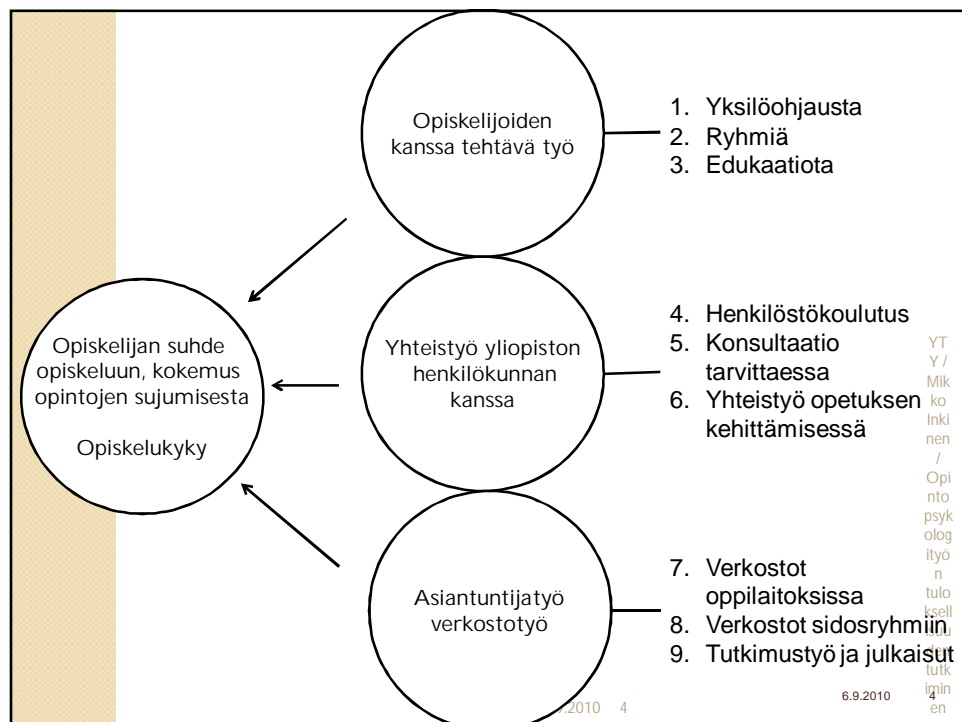 Opiskelijoiden
kanssa tehtävä työ
1. Yksilöohjausta
2. Ryhmiä
3. Edukaatiota
Opiskelijan suhde
opiskeluun, kokemus
opintojen sujumisesta
Opiskelukyky
Yhteistyö yliopiston
henkilökunnan
kanssa
4. Henkilöstökoulutus
5. Konsultaatio
tarvittaessa
6. Yhteistyö opetuksen
kehittämisessä
Asiantuntijatyö
verkostotyö
7. Verkostot
oppilaitoksissa
8. Verkostot sidosryhmiin
9. Tutkimustyö ja julkaisut
YT
Y /
Mik
ko
Inki
nen
/
Opi
nto
psyk
olog
ityö
n
tulo
ksell
tutk
imin
en
.2010 4
6.9.2010 4